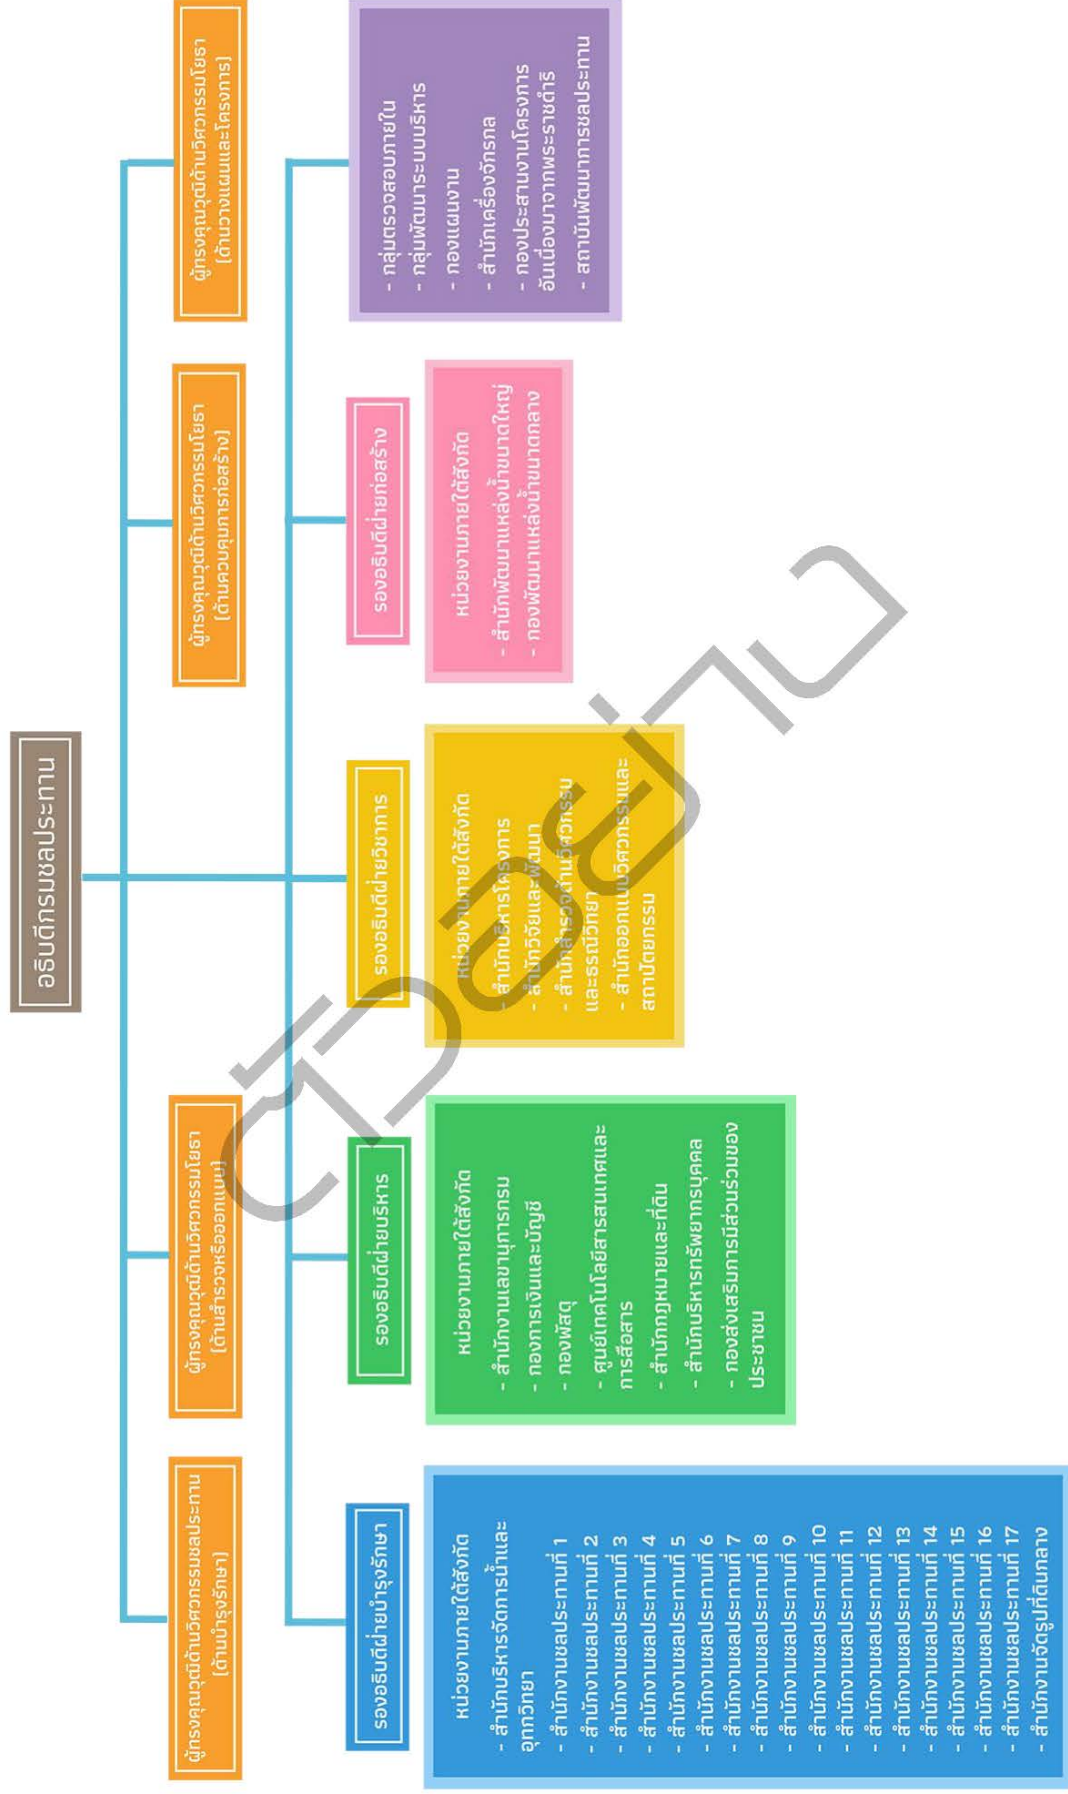 อธิบดีกรมชลประทาน
ผู้ทรงคุณวุฒิด้านวิศวกรรมชลประทาน
(ด้านบำรุงรักษา)
ผู้ทรงคุณวุฒิด้านวิศวกรรมโยธา
(ด้านสำรวจหรือออกแบบ)
ผู้ทรงคุณวุฒิด้านวิศวกรรมโยธา
(ด้านควบคุมการก่อสร้าง)
ผู้ทรงคุณวุฒิด้านวิศวกรรมโยธา
(ด้านวางแผนและโครงการ)
รองอธิบดีฝ่ายบำรุงรักษา
หน่วยงานภายใต้สังกัด
- สำนักบริหารจัดการน้ำและ
อุทกวิทยา
- สำนักงานชลประทานที่ 1
- สำนักงานชลประทานที่ 2
- สำนักงานชลประทานที่ 3
- สำนักงานชลประทานที่ 4
- สำนักงานชลประทานที่ 5
- สำนักงานชลประทานที่ 6
- สำนักงานชลประทานที่ 7
- สำนักงานชลประทานที่ 8
- สำนักงานชลประทานที่ 9
- สำนักงานชลประทานที่ 10
- สำนักงานชลประทานที่ 11
- สำนักงานชลประทานที่ 12
- สำนักงานชลประทานที่ 13
- สำนักงานชลประทานที่ 14
- สำนักงานชลประทานที่ 15
- สำนักงานชลประทานที่ 16
- สำนักงานชลประทานที่ 17
- สำนักงานจัดรูปที่ดินกลาง
รองอธิบดีฝ่ายบริหาร
หน่วยงานภายใต้สังกัด
- สำนักงานเลขานุการกรม
- กองการเงินและบัญชี
- กองพัสดุ
- ศูนย์เทคโนโลยีสารสนเทศและ
การสื่อสาร
- สำนักกฎหมายและที่ดิน
- สำนักบริหารทรัพยากรบุคคล
- กองส่งเสริมการมีส่วนร่วมของ
ประชาชน
รองอธิบดีฝ่ายวิชาการ
หน่วยงานภายใต้สังกัด
- สำนักบริหารโครงการ
- สำนักวิจัยและพัฒนา
- สำนักสำรวจด้านวิศวกรรม
และธรณีวิทยา
- สำนักออกแบบวิศวกรรมและ
สถาปัตยกรรม
รองอธิบดีฝ่ายก่อสร้าง
หน่วยงานภายใต้สังกัด
- สำนักพัฒนาแหล่งน้ำขนาดใหญ่
- กองพัฒนาแหล่งน้ำขนาดกลาง
- กลุ่มตรวจสอบภายใน
- กลุ่มพัฒนาระบบบริหาร
- กองแผนงาน
- สำนักเครื่องจักรกล
- กองประสานงานโครงการ
อันเนื่องมาจากพระราชดำริ
- สถาบันพัฒนาการชลประทาน
ตัวอย่าง